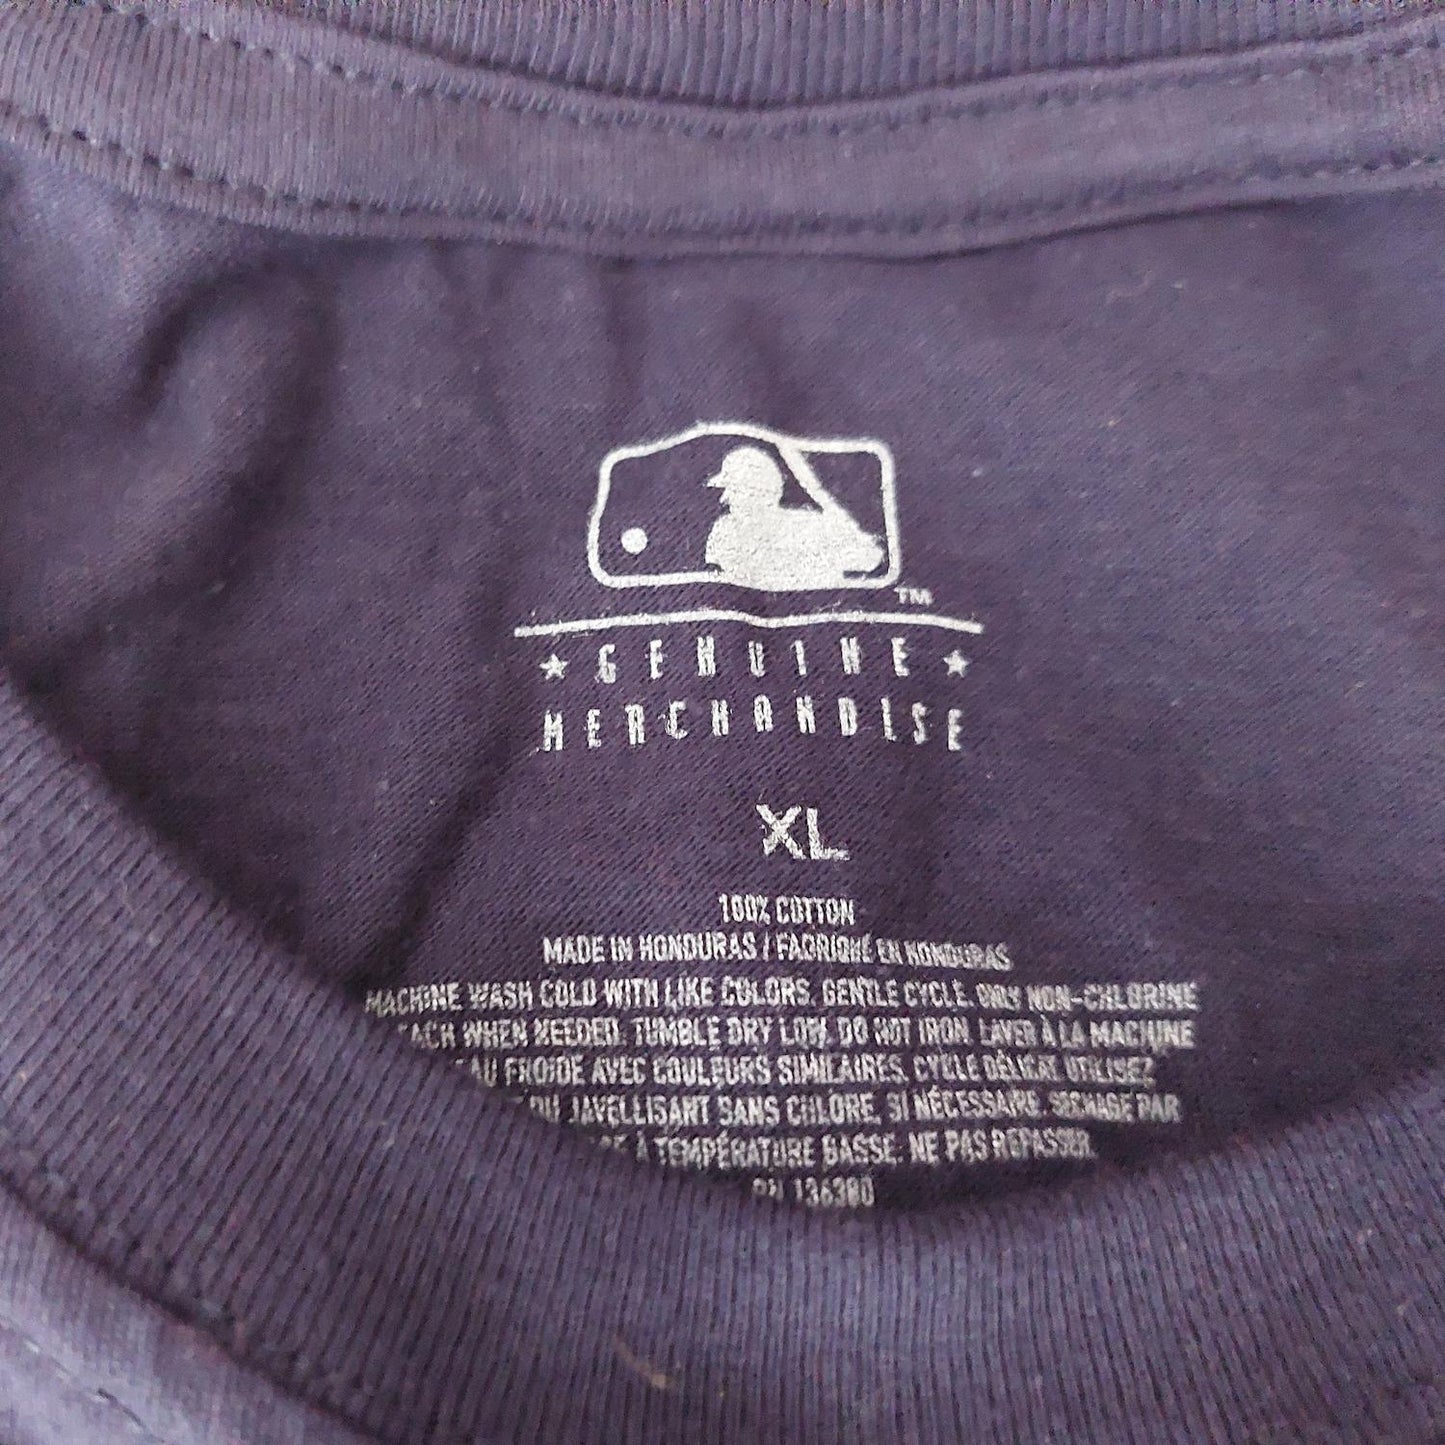 TM
★ GENUINE ★
MERCHANDISE
XL
100% COTTON
MADE IN HONDURAS / FABRIQUÉ EN HONDURAS
MACHINE WASH COLD WITH LIKE COLORS. GENTLE CYCLE. ONLY NON-CHLORINE
WHEN NEEDED. TUMBLE DRY LOW. DO NOT IRON. LAVER À LA MACHINE
FROIDE AVEC COULEURS SIMILAIRES. CYCLE DÉLICAT. UTILISEZ
JAVELLISANT SANS CHLORE, SI NÉCESSAIRE. SECHAGE PAR
À TEMPÉRATURE BASSE. NE PAS REPASSER.